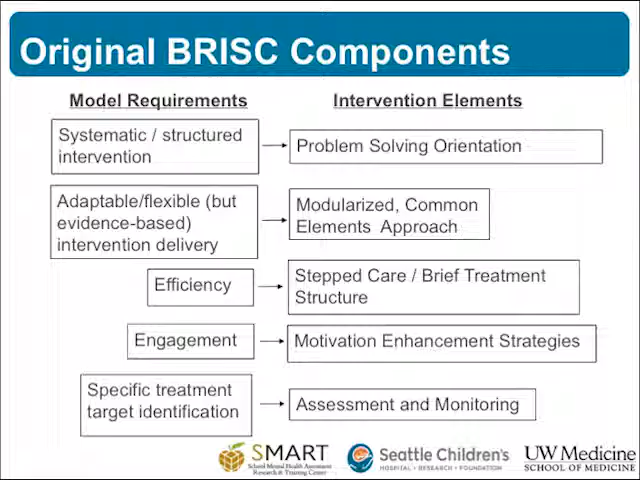 Original BRISC Components
Model Requirements
Intervention Elements
Systematic / structured
intervention
Problem Solving Orientation
Adaptable/flexible (but
evidence-based)
intervention delivery
Modularized, Common
Elements Approach
Efficiency
Stepped Care / Brief Treatment
Structure
Engagement
Motivation Enhancement Strategies
Specific treatment
target identification
Assessment and Monitoring
SMART
School Mental Health Assessment
Research & Training Center
Seattle Children's
HOSPITAL • RESEARCH • FOUNDATION
UW Medicine
SCHOOL OF MEDICINE